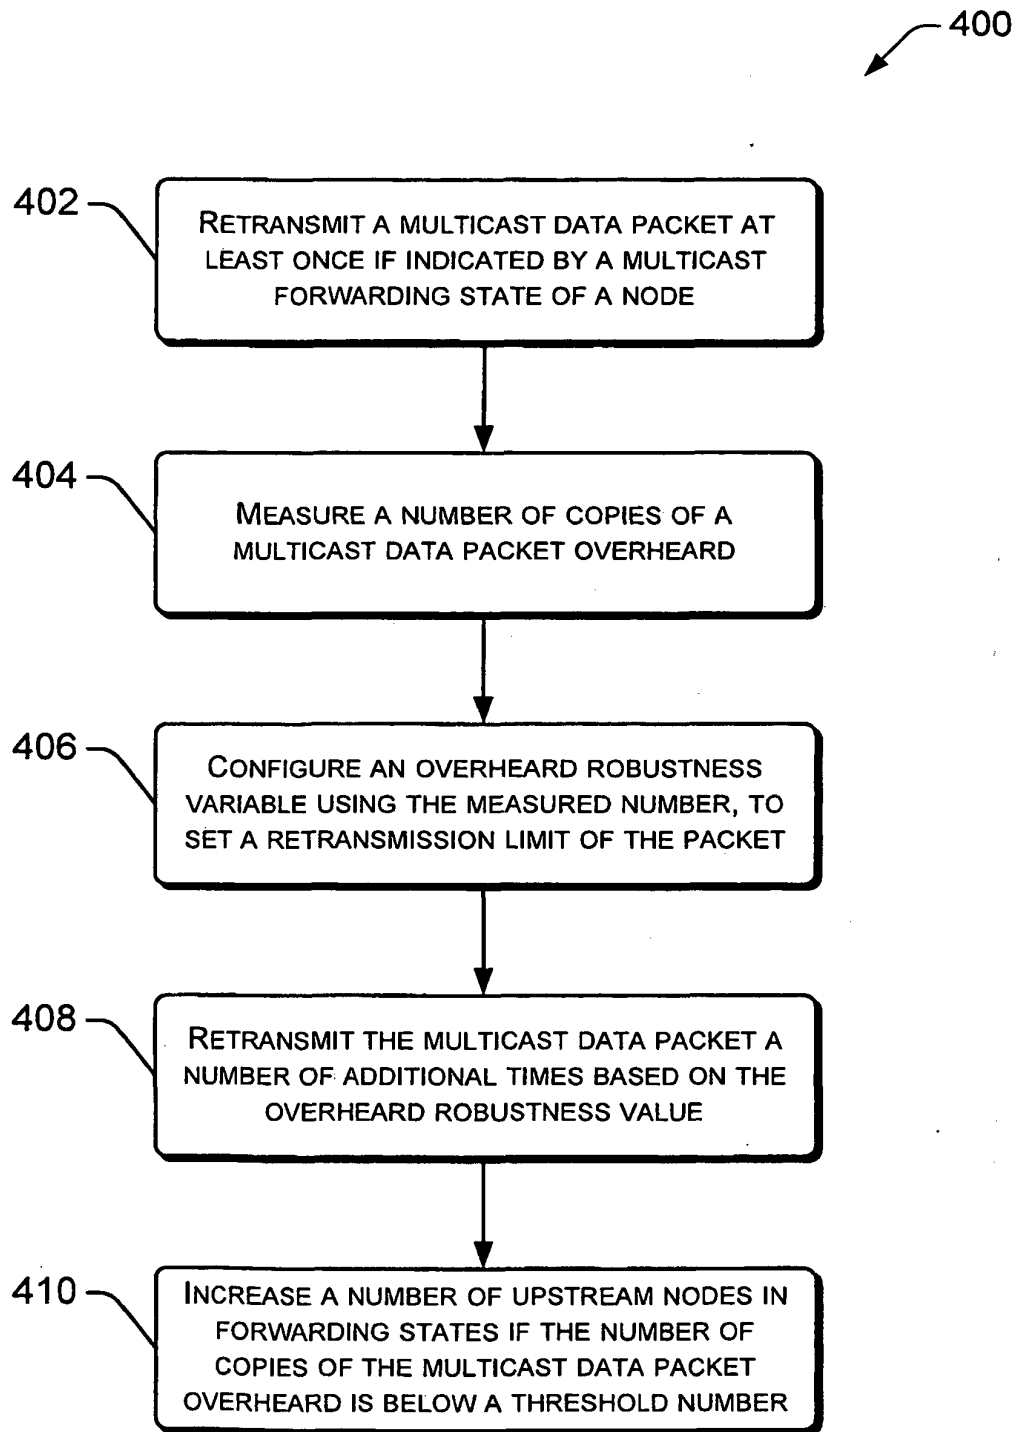 400
402
RETRANSMIT A MULTICAST DATA PACKET AT
LEAST ONCE IF INDICATED BY A MULTICAST
FORWARDING STATE OF A NODE
404
MEASURE A NUMBER OF COPIES OF A
MULTICAST DATA PACKET OVERHEARD
406
CONFIGURE AN OVERHEARD ROBUSTNESS
VARIABLE USING THE MEASURED NUMBER, TO
SET A RETRANSMISSION LIMIT OF THE PACKET
408
RETRANSMIT THE MULTICAST DATA PACKET A
NUMBER OF ADDITIONAL TIMES BASED ON THE
OVERHEARD ROBUSTNESS VALUE
410
INCREASE A NUMBER OF UPSTREAM NODES IN
FORWARDING STATES IF THE NUMBER OF
COPIES OF THE MULTICAST DATA PACKET
OVERHEARD IS BELOW A THRESHOLD NUMBER